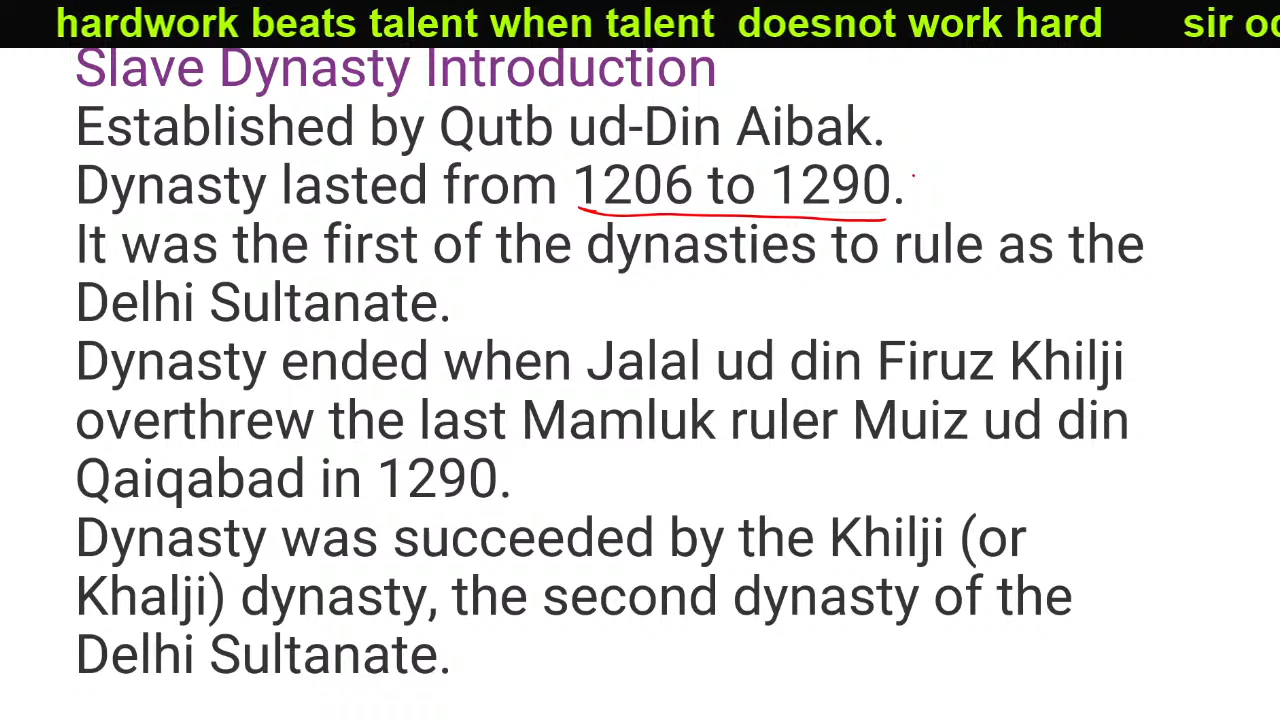 hardwork beats talent when talent  doesnot work hard        sir
Slave Dynasty Introduction
Established by Qutb ud-Din Aibak.
Dynasty lasted from 1206 to 1290.
It was the first of the dynasties to rule as the
Delhi Sultanate.
Dynasty ended when Jalal ud din Firuz Khilji
overthrew the last Mamluk ruler Muiz ud din
Qaiqabad in 1290.
Dynasty was succeeded by the Khilji (or
Khalji) dynasty, the second dynasty of the
Delhi Sultanate.